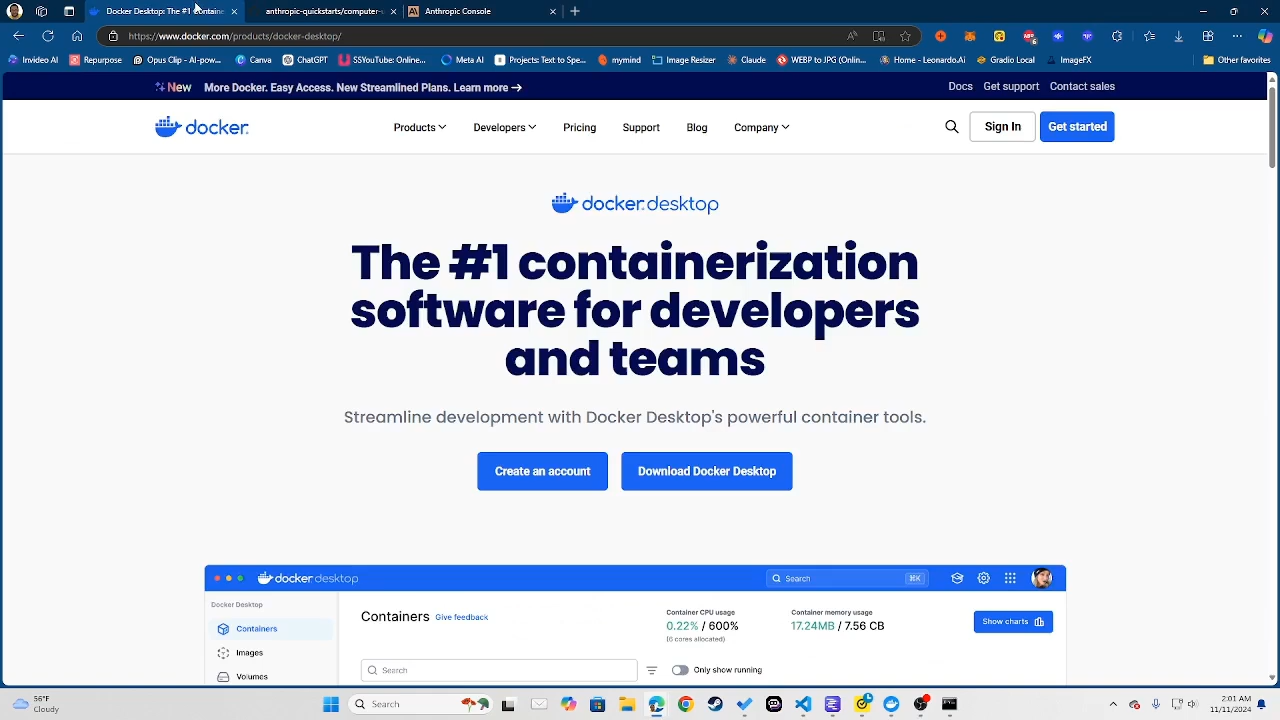 Docker Desktop: The #1 Containe
anthropic-quickstarts/computer-
Anthropic Console
https://www.docker.com/products/docker-desktop/
Invideo AI
Repurpose
Opus Clip - AI-pow...
Canva
ChatGPT
SSYouTube: Online...
Meta AI
Projects Text to Spe...
mymind
Image Resizer
Claude
WEBP to JPG (Onlin...
Home - Leonardo.Ai
Gradio Local
ImageFX
Other favorites
New More Docker. Easy Access. New Streamlined Plans. Learn more →
Docs Get support Contact sales
docker.
Products Developers Pricing Support Blog Company
Sign In Get started
docker.desktop
The #1 containerization
software for developers
and teams
Streamline development with Docker Desktop's powerful container tools.
Create an account Download Docker Desktop
docker.desktop
Search ⌘K
Docker Desktop
Containers
Images
Volumes
Containers Give feedback
Container CPU usage
0.22% / 600%
(6 cores allocated)
Container memory usage
17.24MB / 7.56 CB
Show charts
Search
Only show running
Cloudy
Search
2:01 AM
11/11/2024